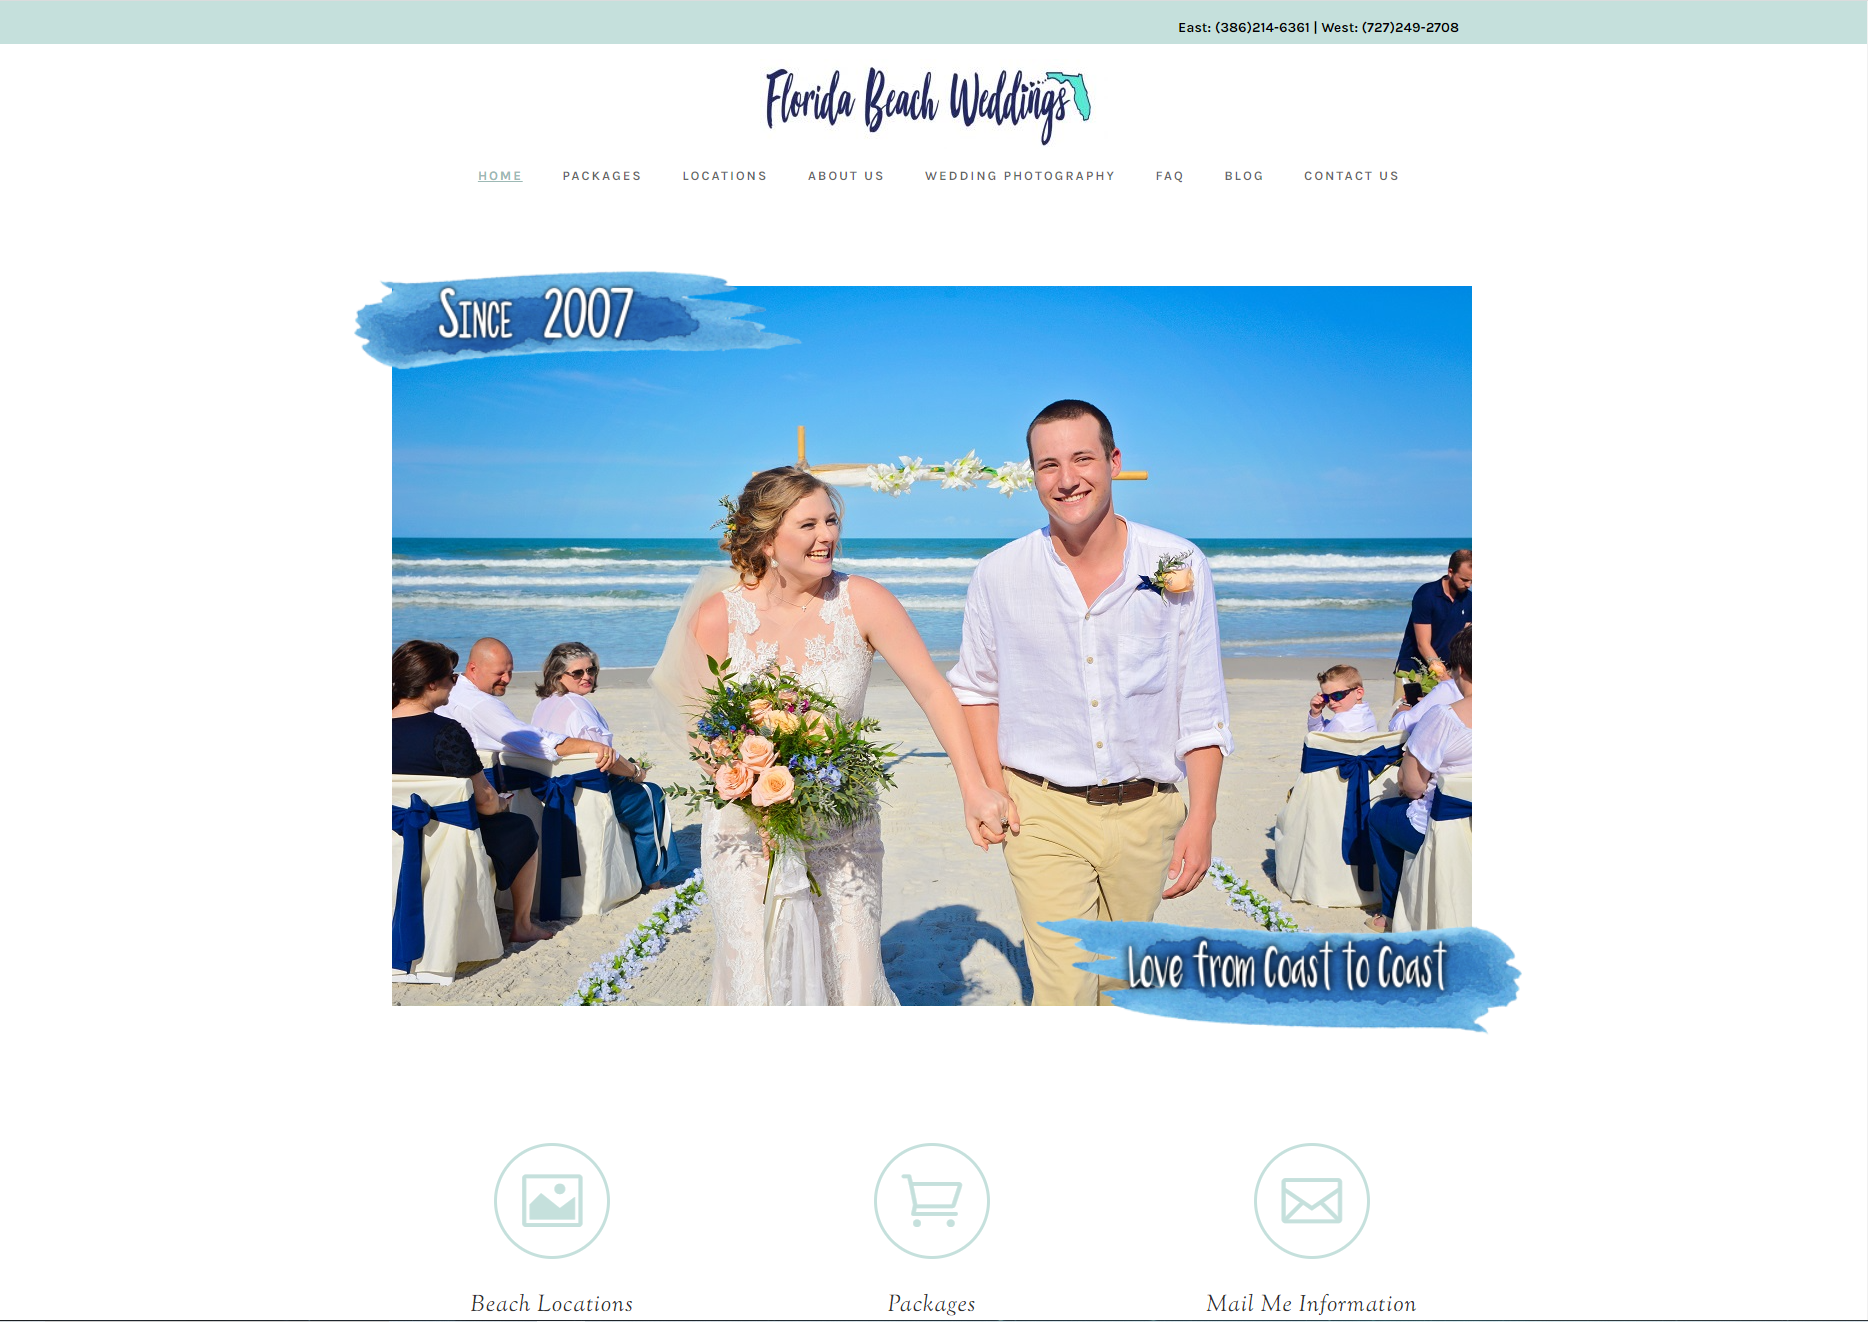 East: (386)214-6361 | West: (727)249-2708
Florida Beach Weddings
HOME PACKAGES LOCATIONS ABOUT US WEDDING PHOTOGRAPHY FAQ BLOG CONTACT US
Since 2007
Love from Coast to Coast
Beach Locations Packages Mail Me Information